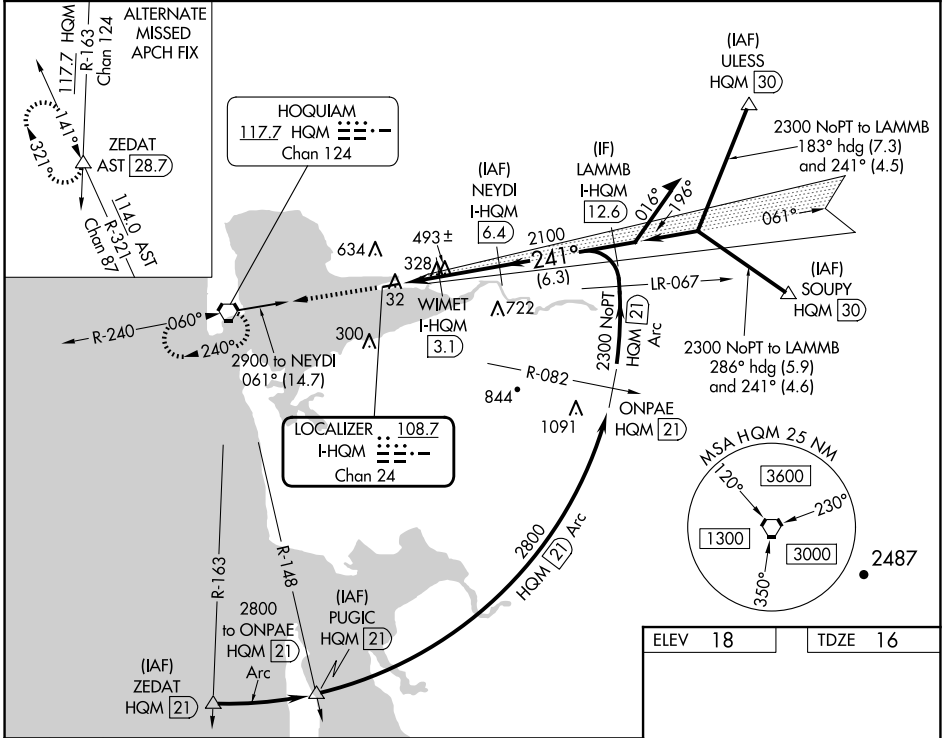 ALTERNATE
MISSED
APCH FIX
117.7 HQM
R-163
Chan 124
141°
321°
ZEDAT
AST 28.7
114.0 AST
R-321
Chan 87
HOQUIAM
117.7 HQM
Chan 124
(IAF)
ULESS
HQM 30
2300 NoPT to LAMMB
183° hdg (7.3)
and 241° (4.5)
(IF)
LAMMB
I-HQM
12.6
(IAF)
NEYDI
I-HQM
6.4
016°
196°
061°
2100
241°
(6.3)
634
493±
328
32
WIMET
I-HQM
3.1
722
LR-067
(IAF)
SOUPY
HQM 30
2300 NoPT to LAMMB
286° hdg (5.9)
and 241° (4.6)
R-240
060°
240°
2900 to NEYDI
061° (14.7)
300
2300 NoPT
HQM 21
Arc
R-082
844
1091
ONPAE
HQM 21
LOCALIZER 108.7
I-HQM
Chan 24
MSA HQM 25 NM
120°
3600
230°
1300
3000
350°
2487
2800
HQM 21 Arc
R-163
R-148
(IAF)
PUGIC
HQM 21
2800
to ONPAE
HQM 21
Arc
(IAF)
ZEDAT
HQM 21
ELEV 18
TDZE 16